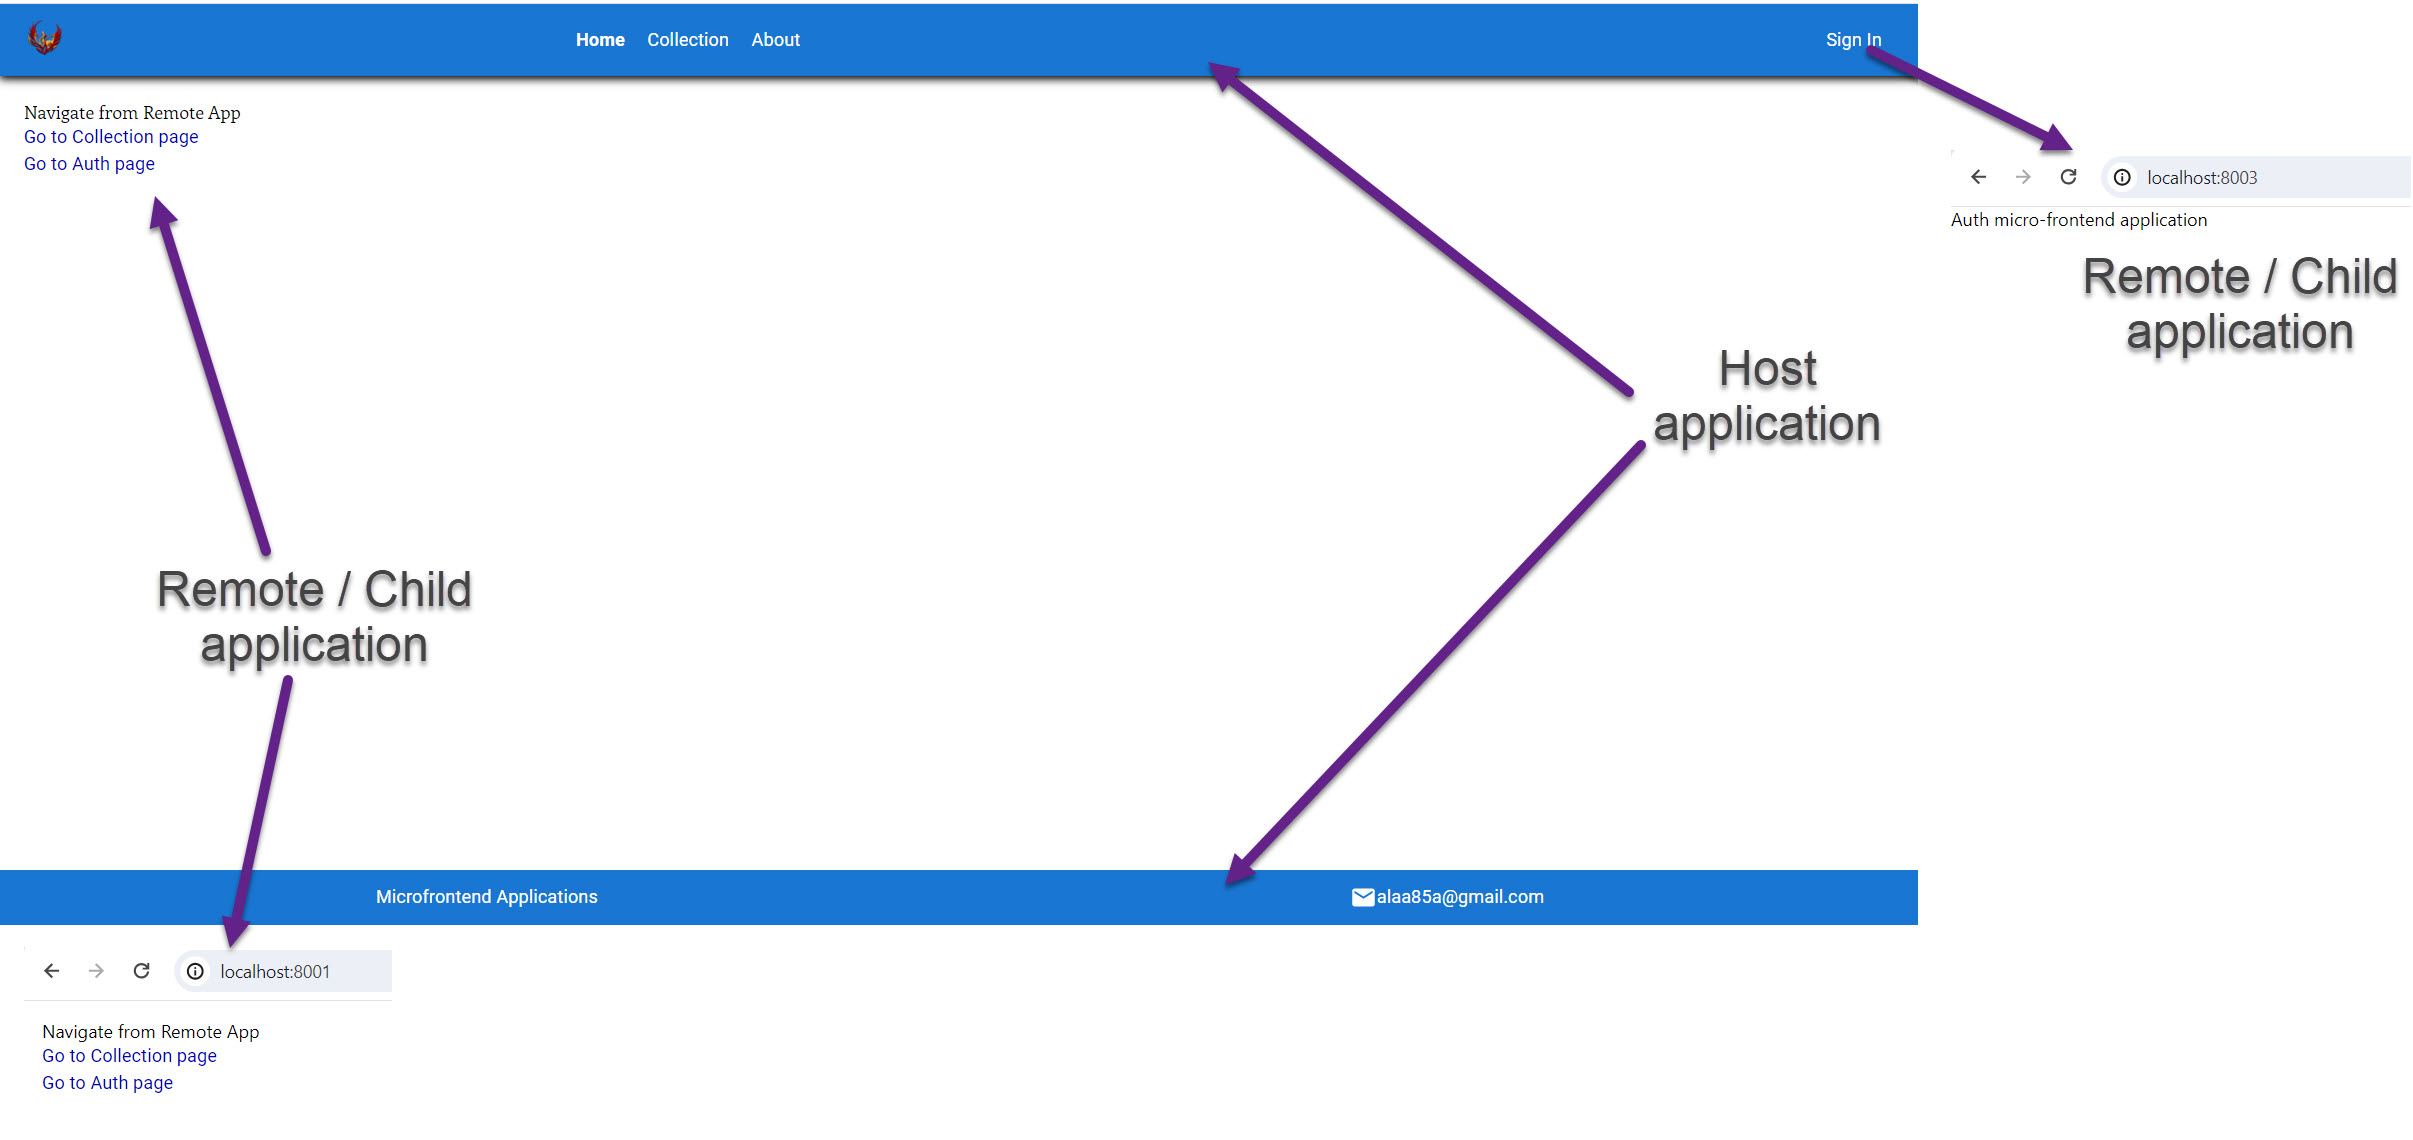 Home Collection About Sign In
Navigate from Remote App
Go to Collection page
Go to Auth page
localhost:8003
Auth micro-frontend application
Remote / Child
application
Host
application
Remote / Child
application
Microfrontend Applications alaa85a@gmail.com
localhost:8001
Navigate from Remote App
Go to Collection page
Go to Auth page